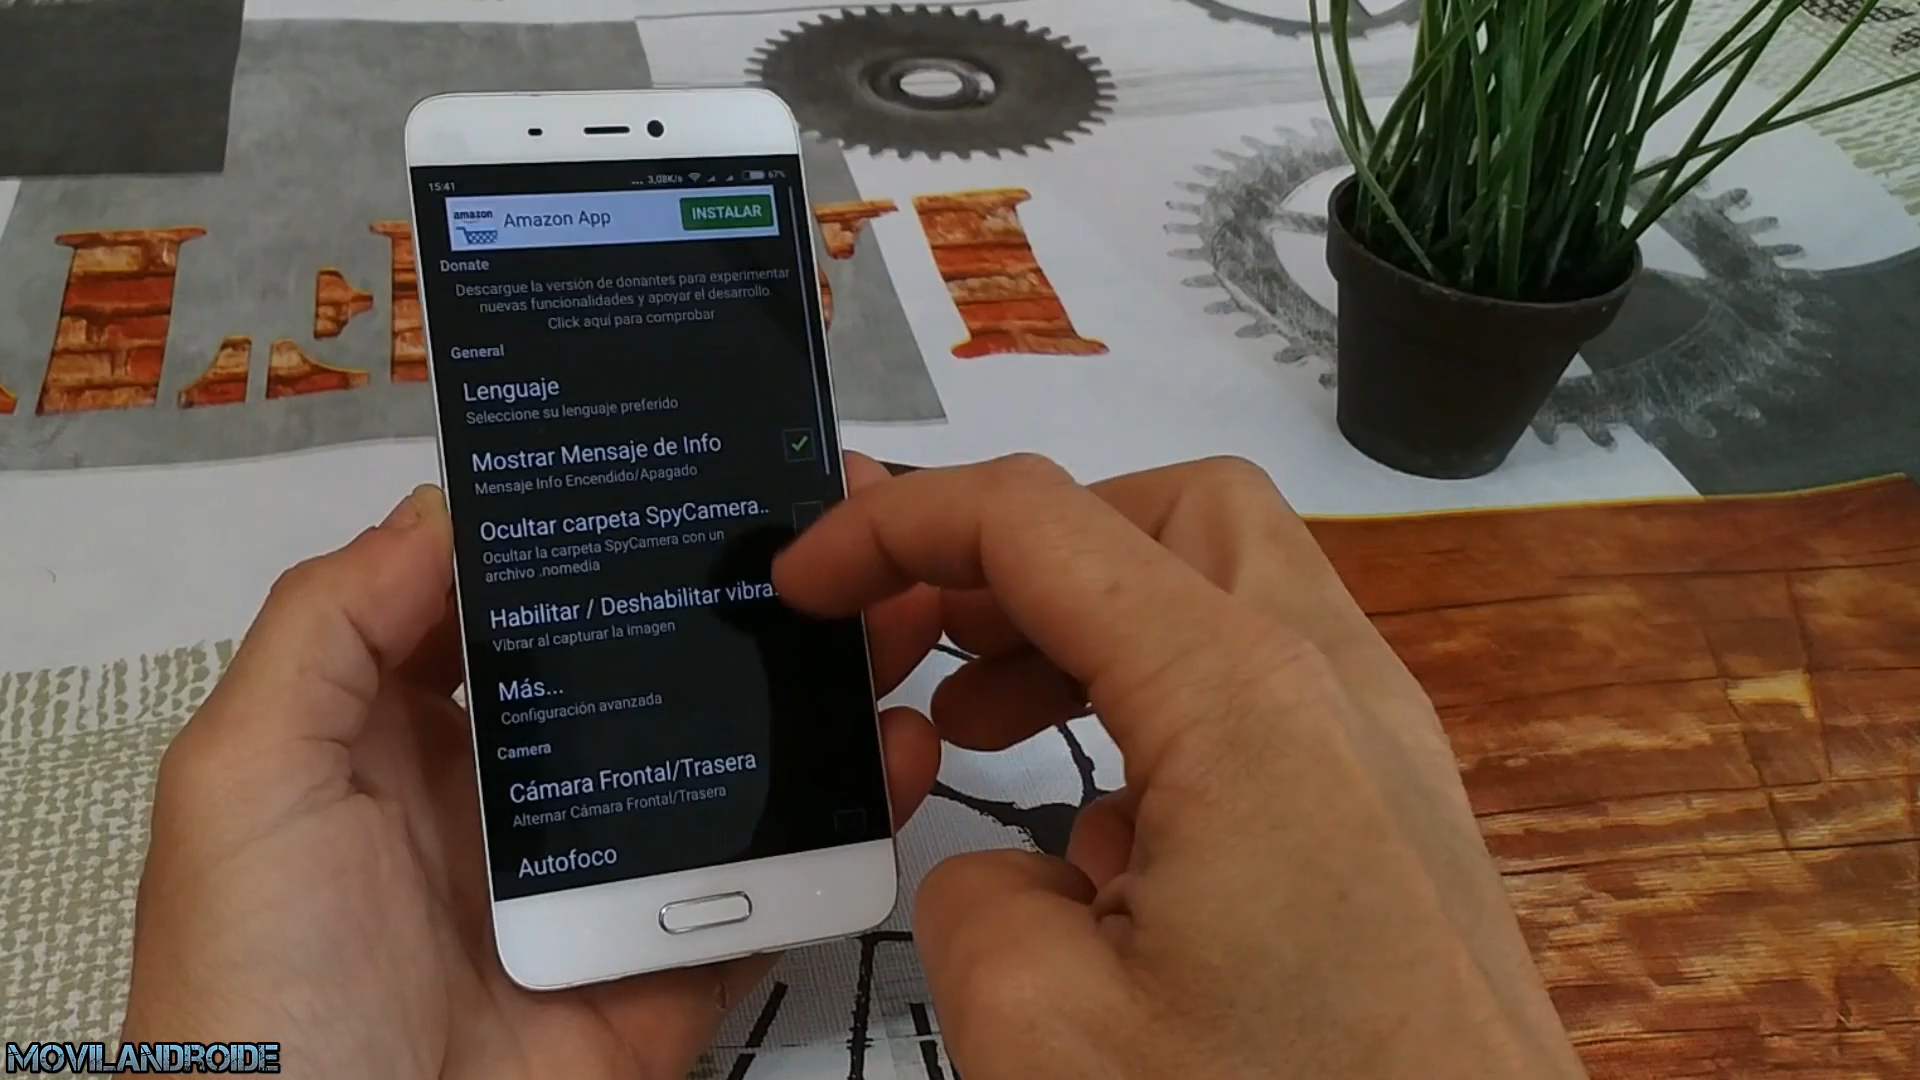 15:41
... 3,08K/s 67%
amazon
Amazon App
INSTALAR
Donate
Descargue la versión de donantes para experimentar
nuevas funcionalidades y apoyar el desarrollo.
Click aquí para comprobar
General
Lenguaje
Seleccione su lenguaje preferido
Mostrar Mensaje de Info
Mensaje Info Encendido/Apagado
Ocultar carpeta SpyCamera..
Ocultar la carpeta SpyCamera con un
archivo .nomedia
Habilitar / Deshabilitar vibra.
Vibrar al capturar la imagen
Más...
Configuración avanzada
Camera
Cámara Frontal/Trasera
Alternar Cámara Frontal/Trasera
Autofoco
MOVILANDROIDE